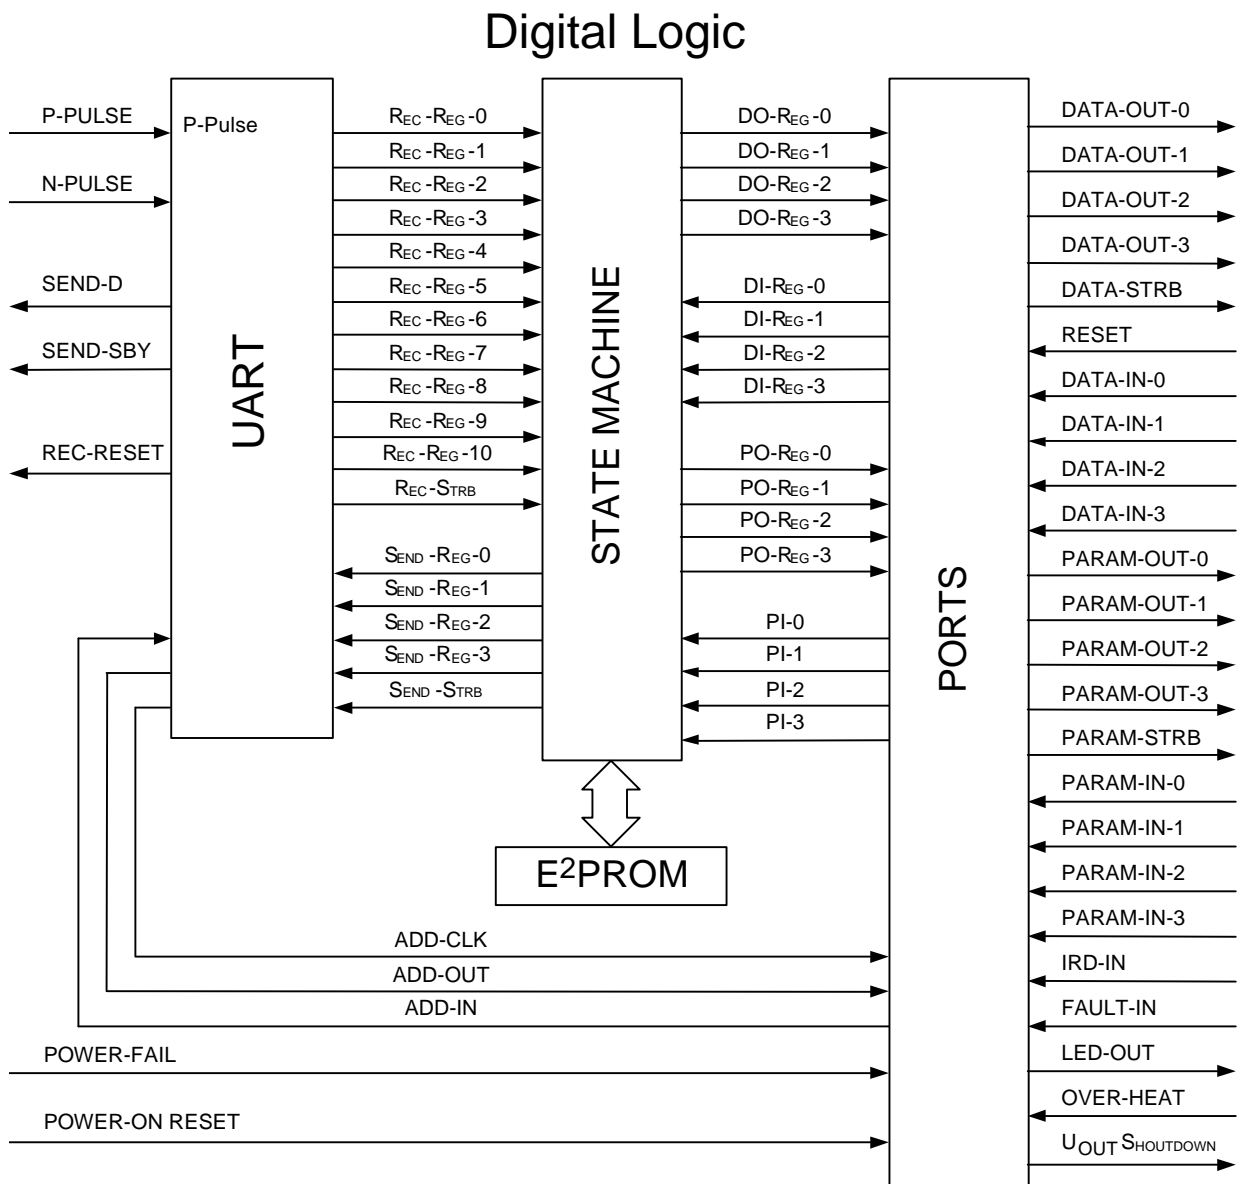 Digital Logic
P-PULSE
N-PULSE
SEND-D
SEND-SBY
REC-RESET
P-Pulse
UART
REC-REG-0
REC-REG-1
REC-REG-2
REC-REG-3
REC-REG-4
REC-REG-5
REC-REG-6
REC-REG-7
REC-REG-8
REC-REG-9
REC-REG-10
REC-STRB
SEND-REG-0
SEND-REG-1
SEND-REG-2
SEND-REG-3
SEND-STRB
STATE MACHINE
E2PROM
DO-REG-0
DO-REG-1
DO-REG-2
DO-REG-3
DI-REG-0
DI-REG-1
DI-REG-2
DI-REG-3
PO-REG-0
PO-REG-1
PO-REG-2
PO-REG-3
PI-0
PI-1
PI-2
PI-3
ADD-CLK
ADD-OUT
ADD-IN
POWER-FAIL
POWER-ON RESET
PORTS
DATA-OUT-0
DATA-OUT-1
DATA-OUT-2
DATA-OUT-3
DATA-STRB
RESET
DATA-IN-0
DATA-IN-1
DATA-IN-2
DATA-IN-3
PARAM-OUT-0
PARAM-OUT-1
PARAM-OUT-2
PARAM-OUT-3
PARAM-STRB
PARAM-IN-0
PARAM-IN-1
PARAM-IN-2
PARAM-IN-3
IRD-IN
FAULT-IN
LED-OUT
OVER-HEAT
UOUT SHOUTDOWN